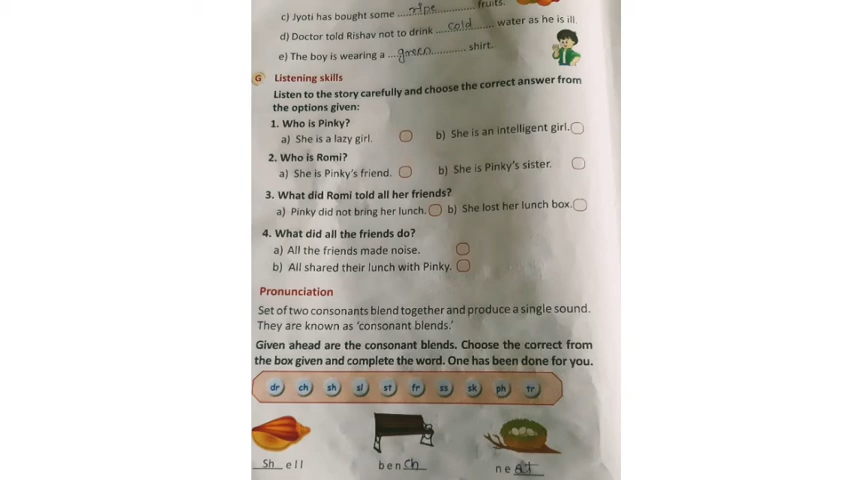 c) Jyoti has bought some ....ripe.... fruits.
d) Doctor told Rishav not to drink ....cold.... water as he is ill.
e) The boy is wearing a ....green.... shirt.
G Listening skills
Listen to the story carefully and choose the correct answer from
the options given:
1. Who is Pinky?
a) She is a lazy girl. b) She is an intelligent girl.
2. Who is Romi?
a) She is Pinky's friend. b) She is Pinky's sister.
3. What did Romi told all her friends?
a) Pinky did not bring her lunch. b) She lost her lunch box.
4. What did all the friends do?
a) All the friends made noise.
b) All shared their lunch with Pinky.
Pronunciation
Set of two consonants blend together and produce a single sound.
They are known as 'consonant blends.'
Given ahead are the consonant blends. Choose the correct from
the box given and complete the word. One has been done for you.
dr ch sh sl st fr ss sk ph tr
Sh ell bench ne